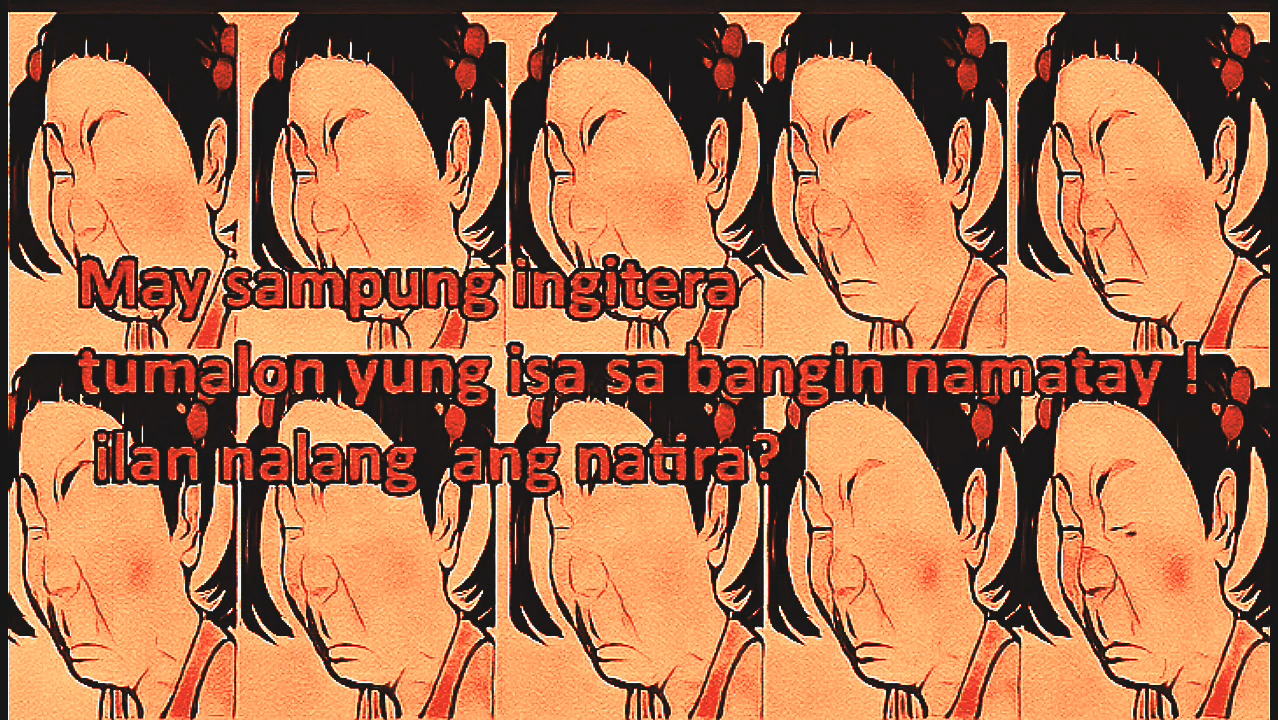 May sampung ingitera
tumalon yung isa sa bangin namatay !
ilan nalang ang natira?